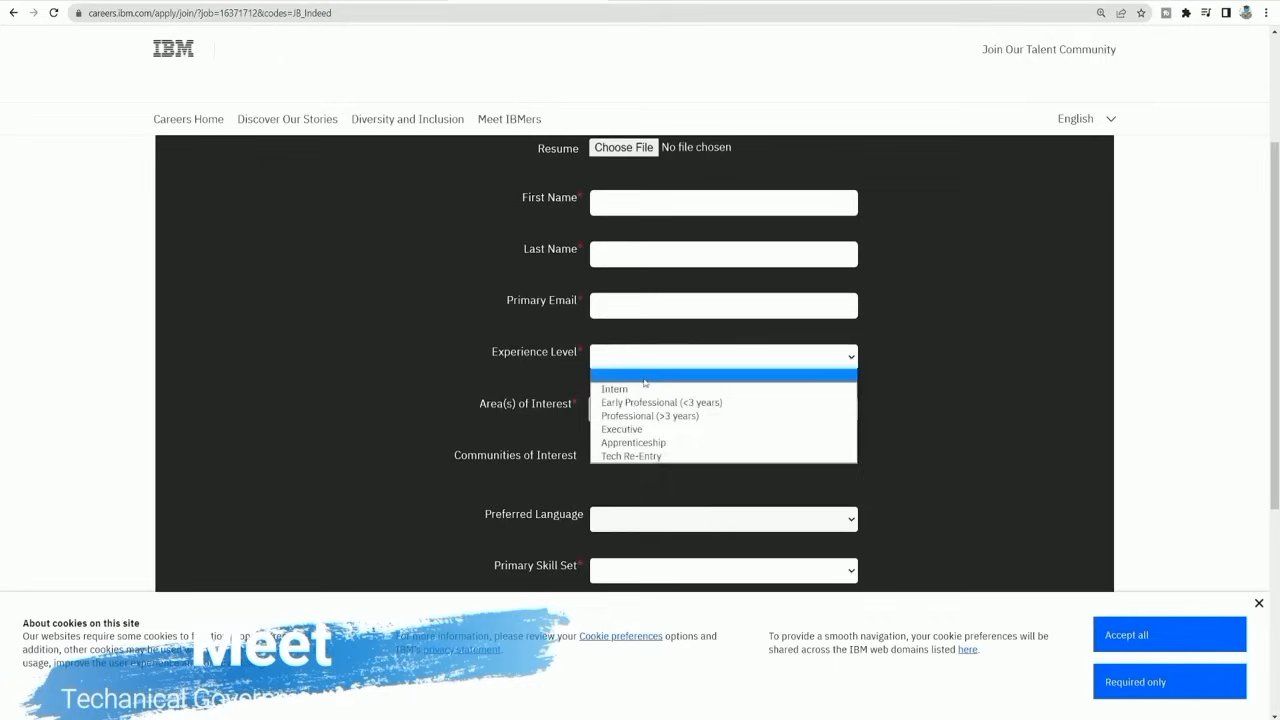 careers.ibm.com/apply/join/?job=16371712&codes=JB_Indeed
IBM
Join Our Talent Community
Careers Home Discover Our Stories Diversity and Inclusion Meet IBMers English
Resume Choose File No file chosen
First Name*
Last Name*
Primary Email*
Experience Level*
Intern
Early Professional (<3 years)
Professional (>3 years)
Executive
Apprenticeship
Tech Re-Entry
Area(s) of Interest*
Communities of Interest
Preferred Language
Primary Skill Set*
About cookies on this site
Our websites require some cookies to
addition, other cookies may be used
usage, improve the user experience
For more information, please review your Cookie preferences options and
IBM's privacy statement.
To provide a smooth navigation, your cookie preferences will be
shared across the IBM web domains listed here.
Accept all
Required only
Meet
Techanical